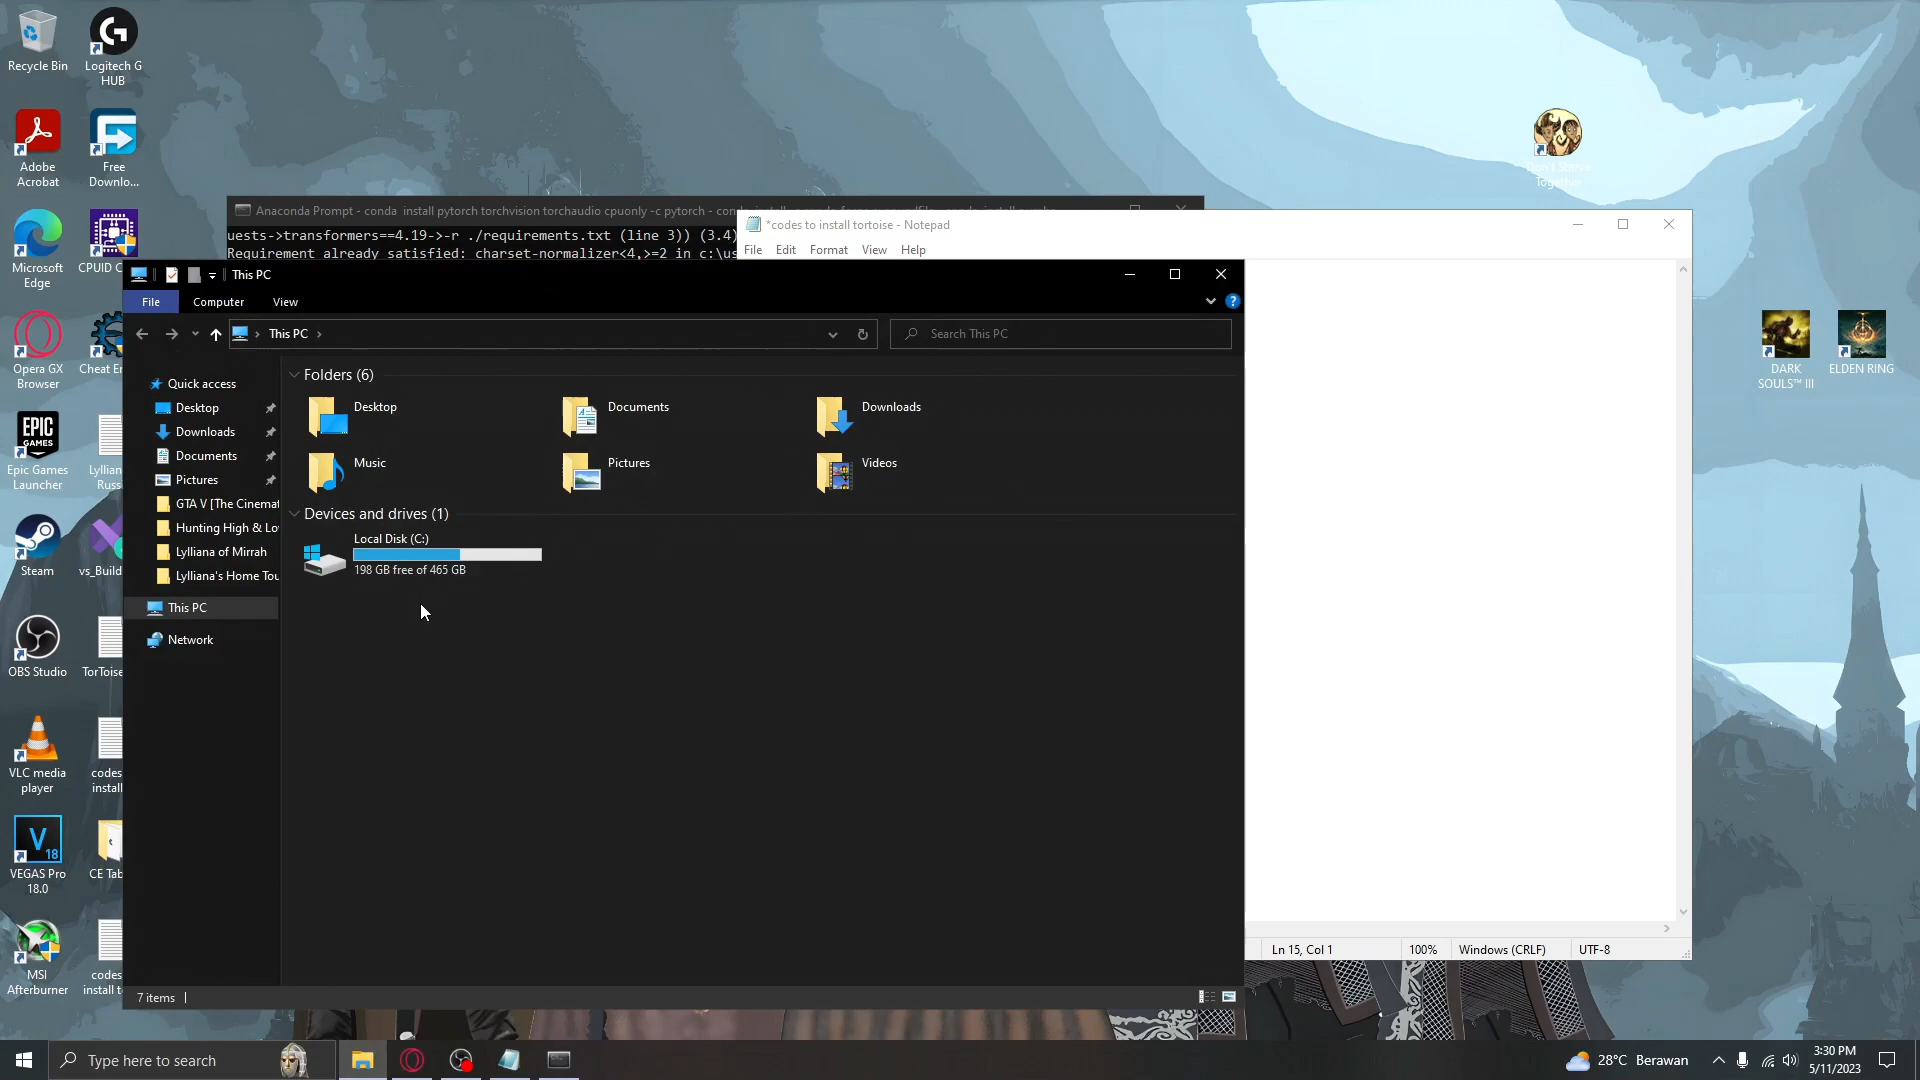 Recycle Bin
Logitech G
HUB
Adobe
Acrobat
Free
Downlo...
Microsoft
Edge
CPUID C
Opera GX
Browser
Cheat En
EPIC
GAMES
Epic Games
Launcher
Lyllian
Russ
Steam
vs_Build
OBS Studio
TorToise
VLC media
player
codes
install
V
18
VEGAS Pro
18.0
CE Tab
MSI
Afterburner
codes
install t
Don't Starve
Together
DARK
SOULS™ III
ELDEN RING
Anaconda Prompt - conda install pytorch torchvision torchaudio cpuonly -c pytorch - con
uests->transformers==4.19->-r ./requirements.txt (line 3)) (3.4)
Requirement already satisfied: charset-normalizer<4,>=2 in c:\us
*codes to install tortoise - Notepad
File Edit Format View Help
This PC
File Computer View
This PC
Search This PC
Quick access
Desktop
Downloads
Documents
Pictures
GTA V [The Cinemat
Hunting High & Lo
Lylliana of Mirrah
Lylliana's Home Tou
This PC
Network
Folders (6)
Desktop
Documents
Downloads
Music
Pictures
Videos
Devices and drives (1)
Local Disk (C:)
198 GB free of 465 GB
7 items
Ln 15, Col 1
100%
Windows (CRLF)
UTF-8
Type here to search
28°C Berawan
3:30 PM
5/11/2023